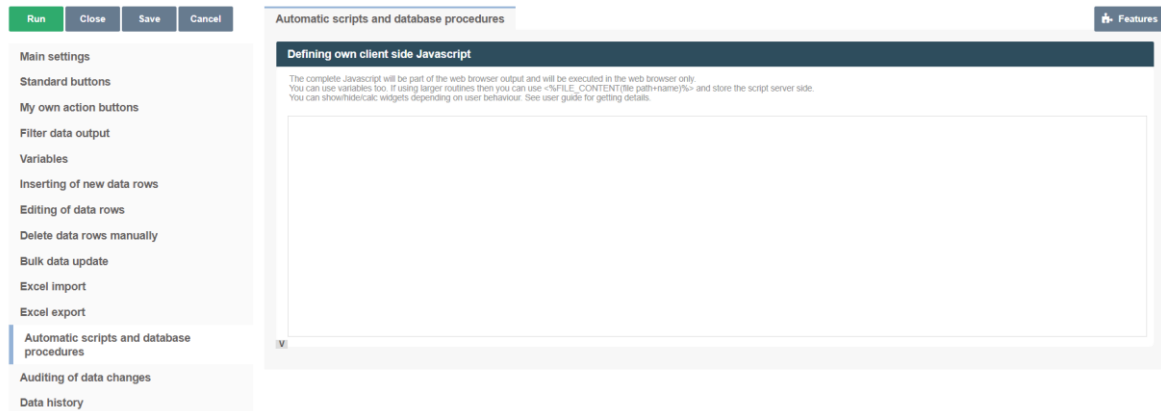 Run Close Save Cancel
Automatic scripts and database procedures
Features
Main settings
Standard buttons
My own action buttons
Filter data output
Variables
Inserting of new data rows
Editing of data rows
Delete data rows manually
Bulk data update
Excel import
Excel export
Automatic scripts and database
procedures
Auditing of data changes
Data history
Defining own client side Javascript
The complete Javascript will be part of the web browser output and will be executed in the web browser only.
You can use variables too. If using larger routines then you can use <%FILE_CONTENT(file path+name)%> and store the script server side.
You can show/hide/calc widgets depending on user behaviour. See user guide for getting details.
V